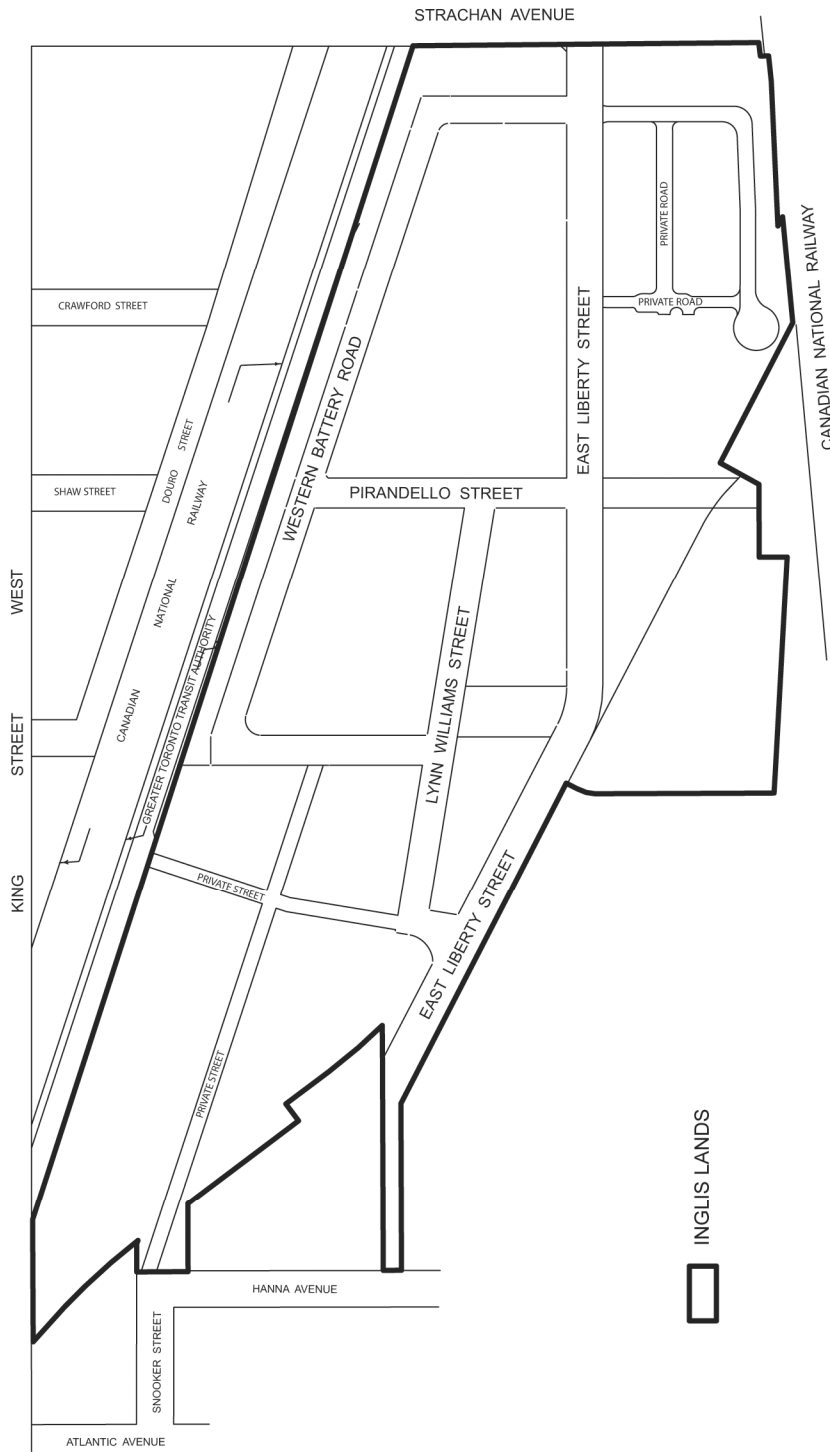 STRACHAN AVENUE
CRAWFORD STREET
SHAW STREET
DOURO STREET
CANADIAN NATIONAL RAILWAY
GREATER TORONTO TRANSIT AUTHORITY
KING STREET WEST
WESTERN BATTERY ROAD
EAST LIBERTY STREET
PRIVATE ROAD
PRIVATE ROAD
CANADIAN NATIONAL RAILWAY
PIRANDELLO STREET
LYNN WILLIAMS STREET
PRIVATE STREET
EAST LIBERTY STREET
PRIVATE STREET
HANNA AVENUE
SNOOKER STREET
ATLANTIC AVENUE
INGLIS LANDS